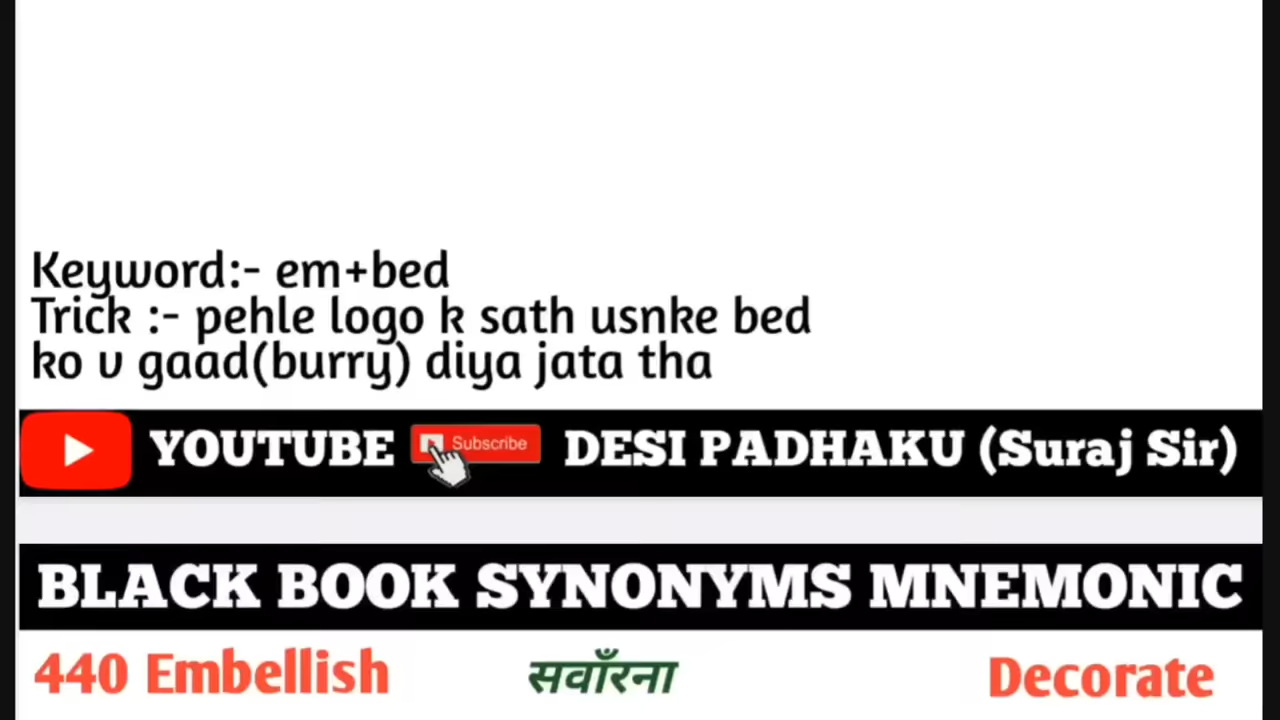 Keyword:- em+bed
Trick :- pehle logo k sath usnke bed
ko v gaad(burry) diya jata tha
YOUTUBE Subscribe DESI PADHAKU (Suraj Sir)
BLACK BOOK SYNONYMS MNEMONIC
440 Embellish सवाँरना Decorate